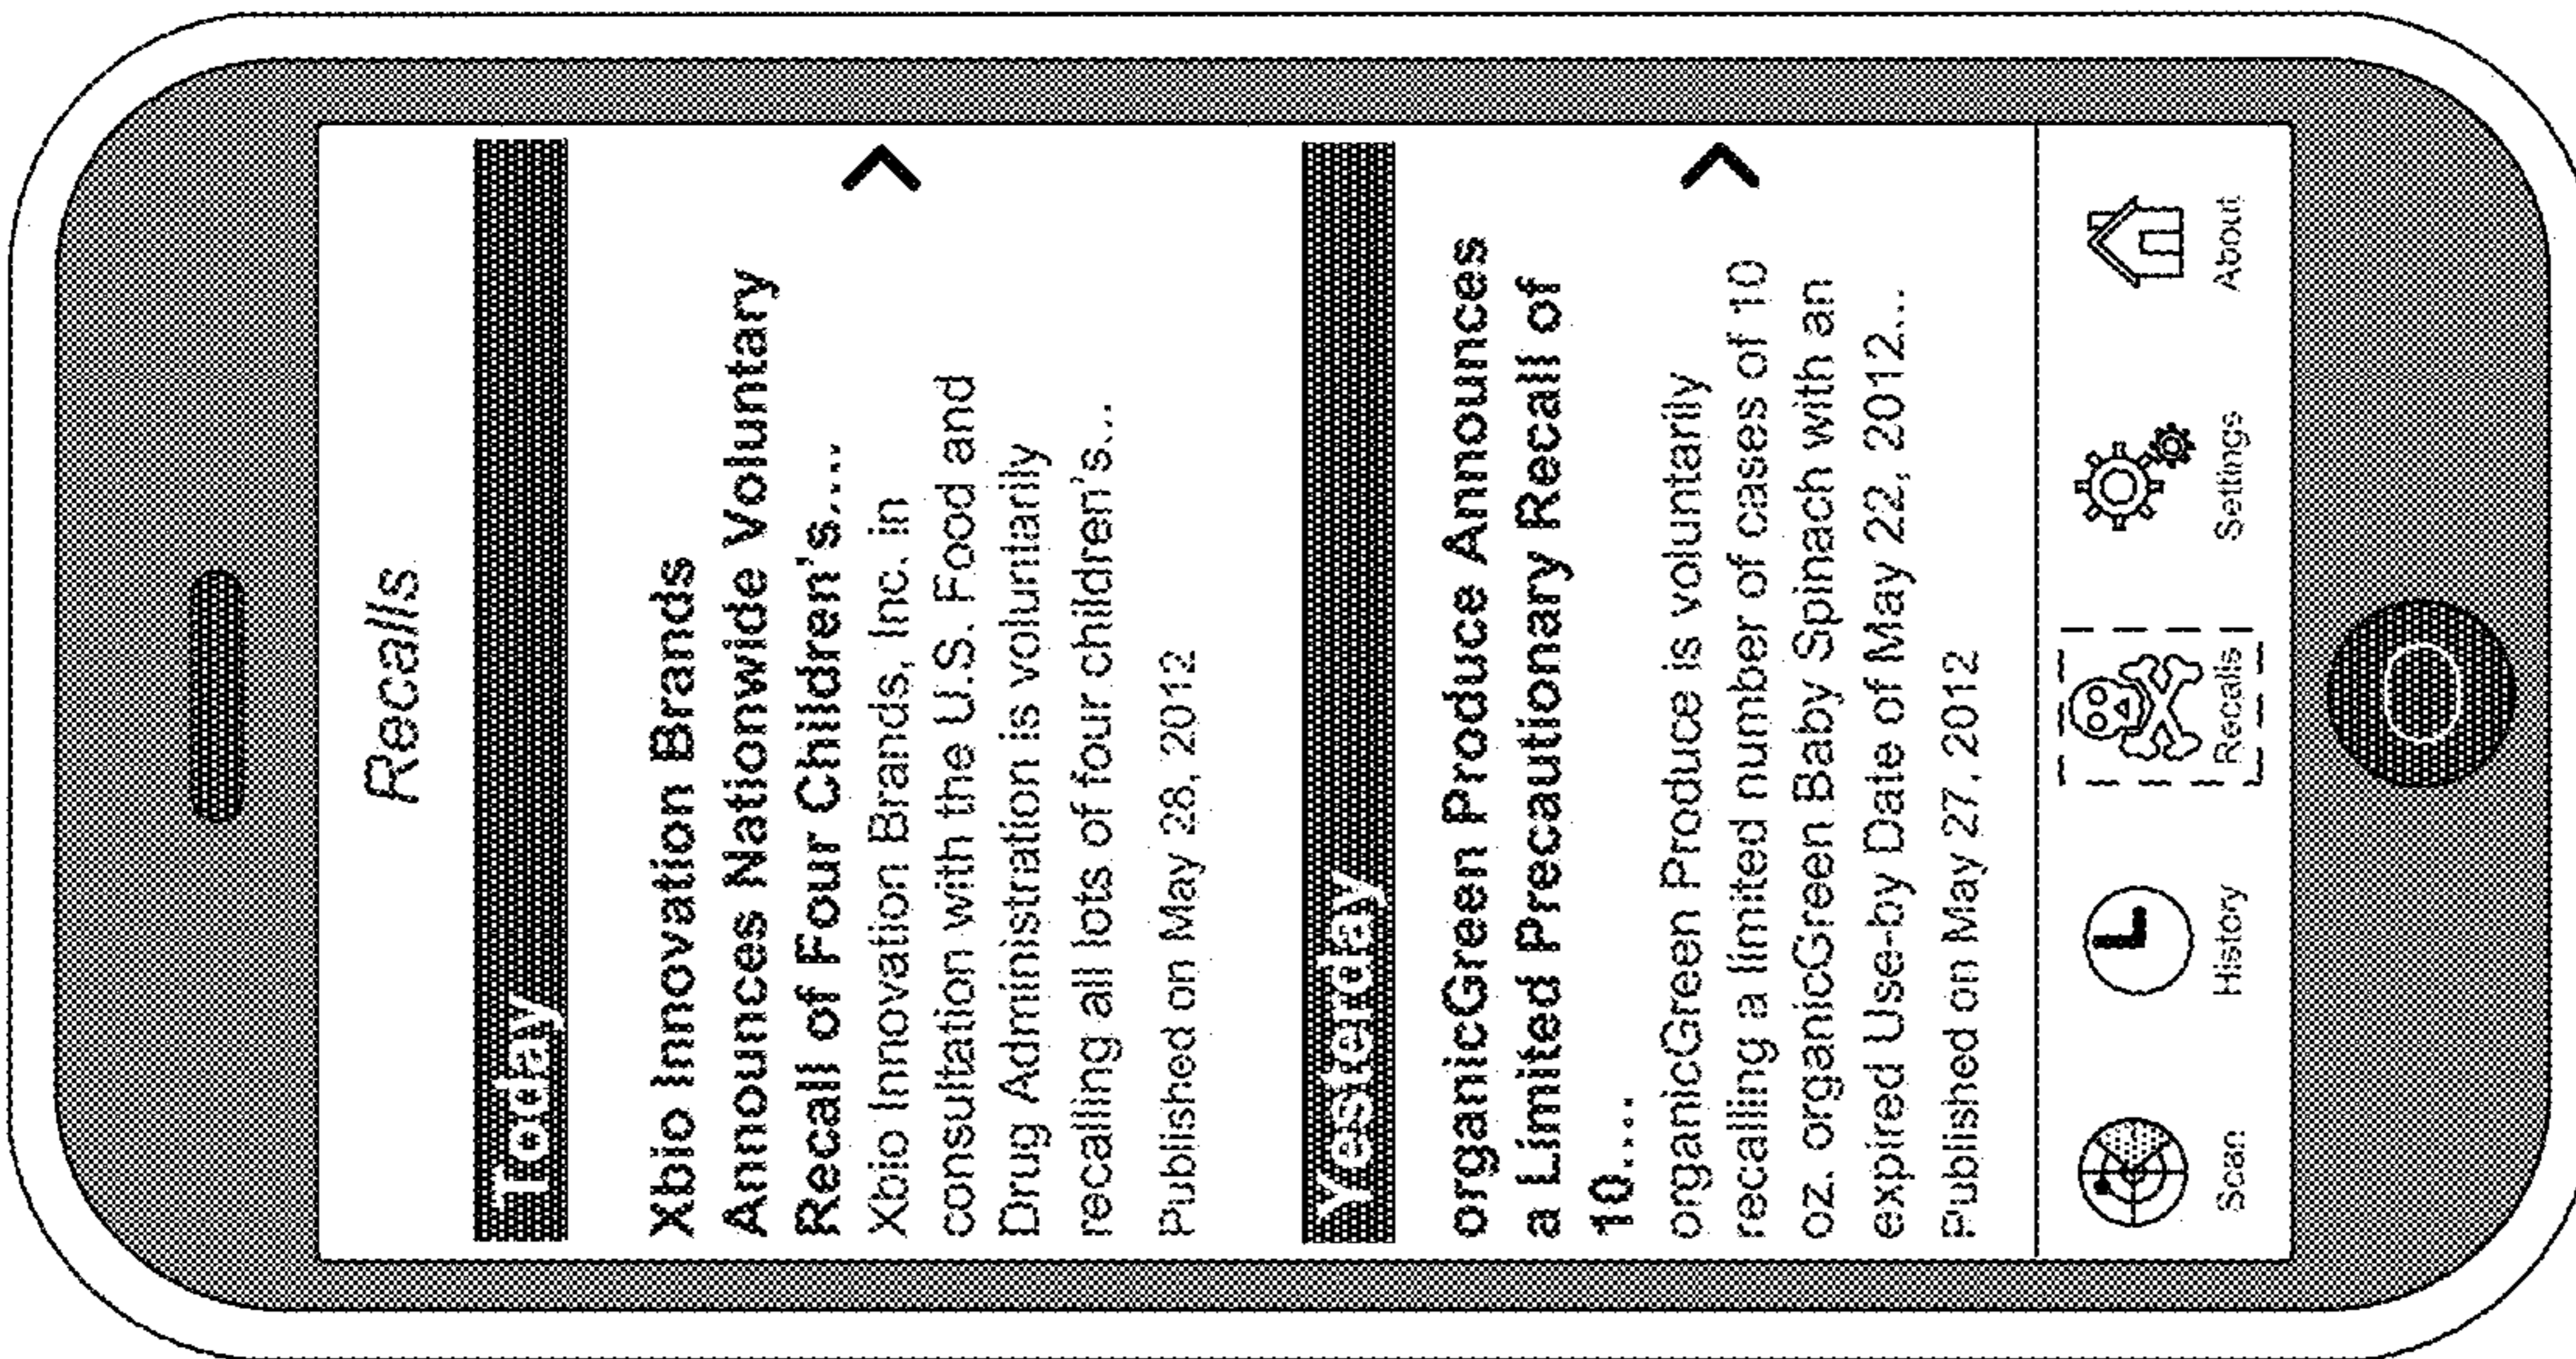 Recalls
Today
Xbio Innovation Brands
Announces Nationwide Voluntary
Recall of Four Children's....
Xbio Innovation Brands, Inc. in
consultation with the U.S. Food and
Drug Administration is voluntarily
recalling all lots of four children's...
Published on May 28, 2012
Yesterday
organicGreen Produce Announces
a Limited Precautionary Recall of
10....
organicGreen Produce is voluntarily
recalling a limited number of cases of 10
oz. organicGreen Baby Spinach with an
expired Use-by Date of May 22, 2012...
Published on May 27, 2012
Scan History Recalls Settings About